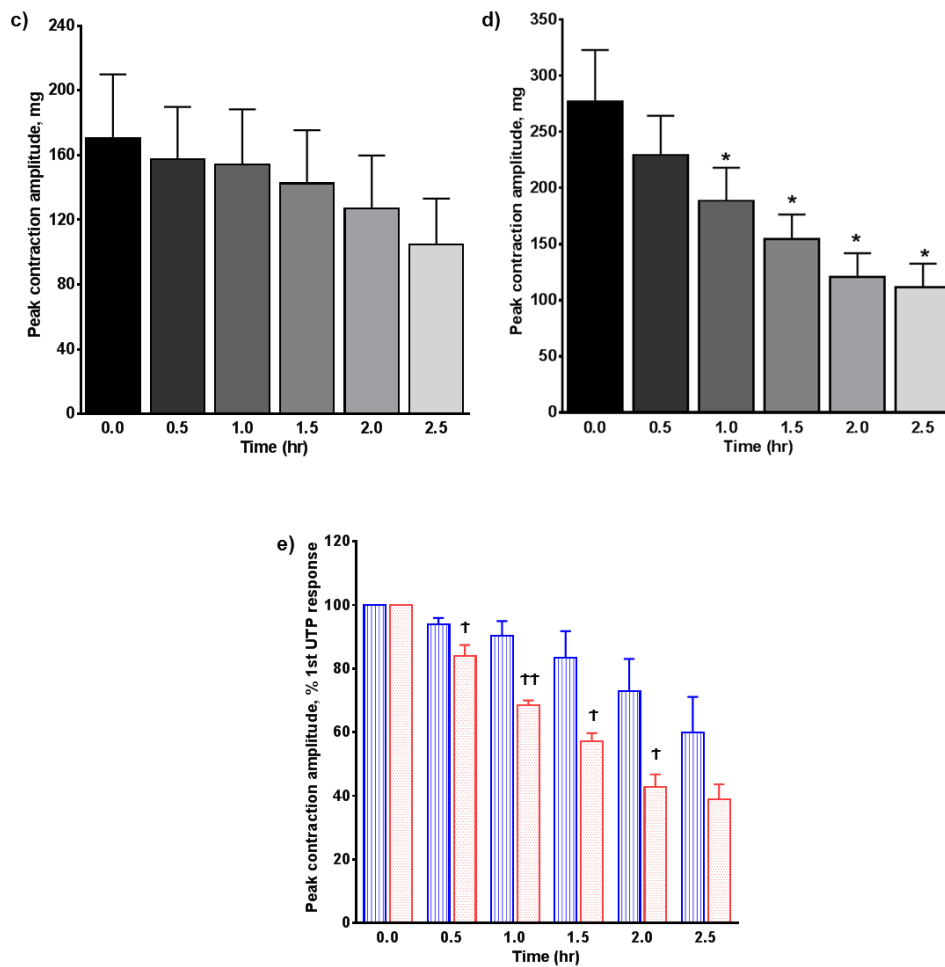 c)
Peak contraction amplitude, mg
240
200
160
120
80
40
0
0.0 0.5 1.0 1.5 2.0 2.5
Time (hr)
d)
Peak contraction amplitude, mg
350
300
250
200
150
100
50
0
* * * *
0.0 0.5 1.0 1.5 2.0 2.5
Time (hr)
e)
Peak contraction amplitude, % 1st UTP response
120
100
80
60
40
20
0
† †† † †
0.0 0.5 1.0 1.5 2.0 2.5
Time (hr)